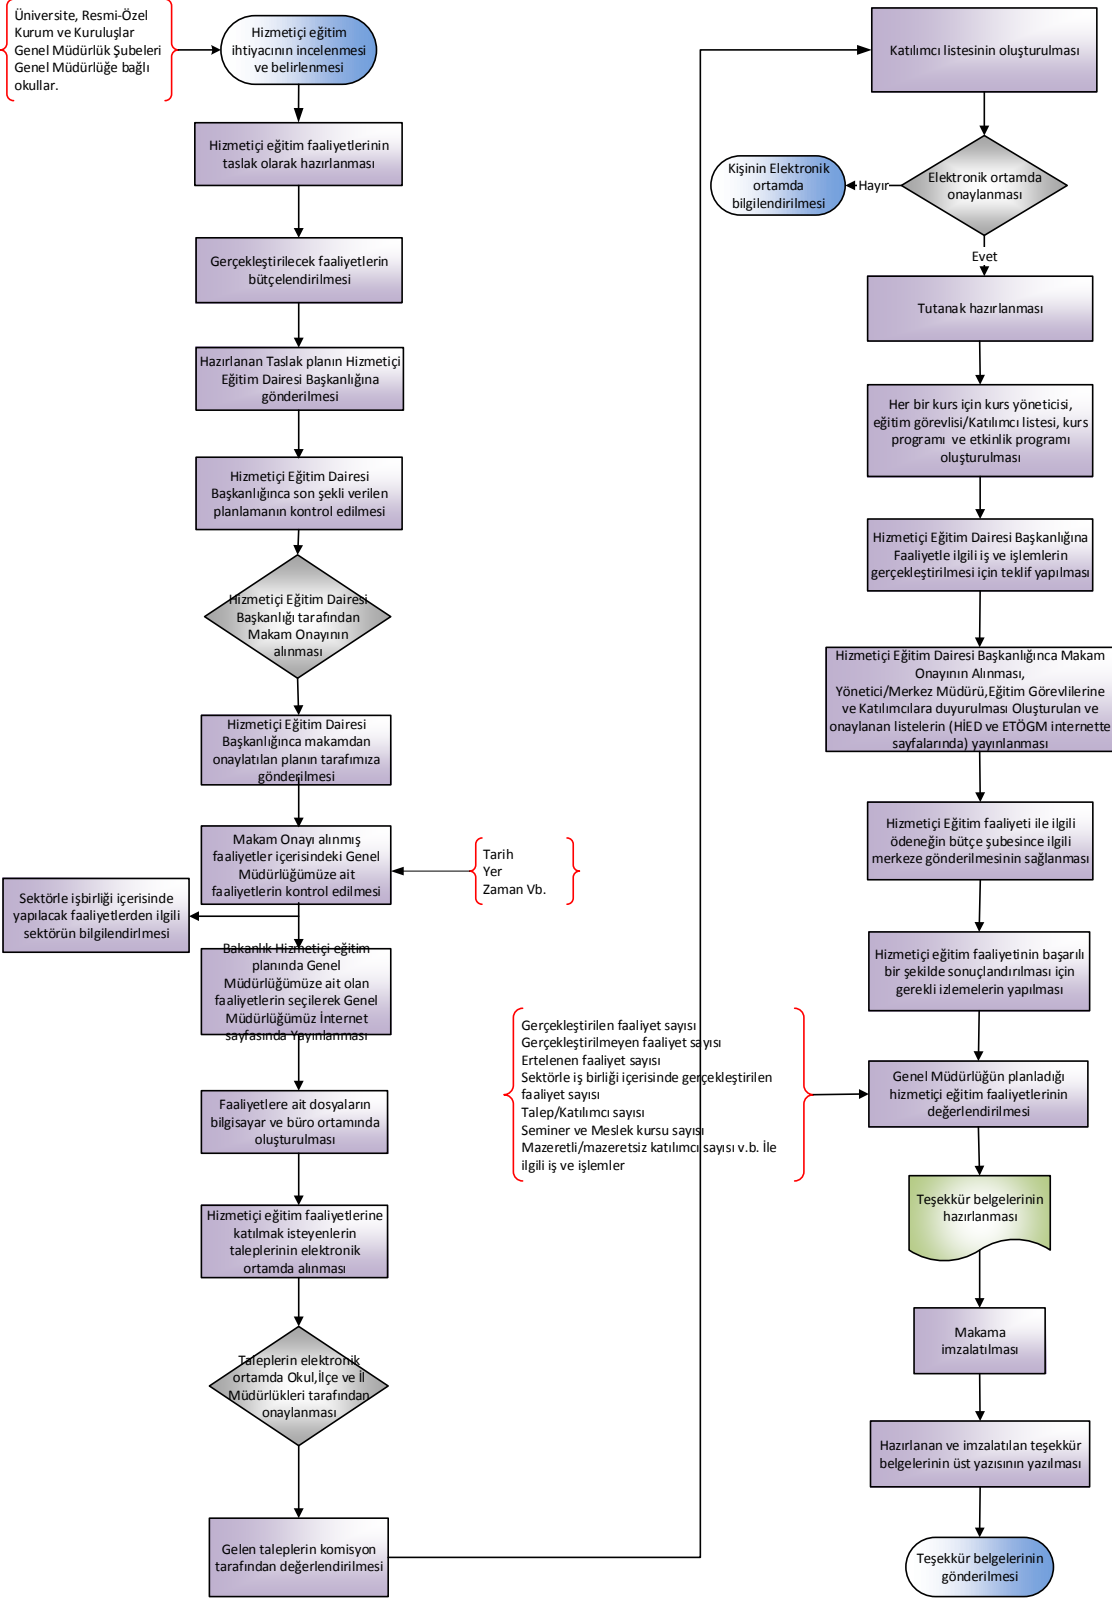 Üniversite, Resmi-Özel
Kurum ve Kuruluşlar
Genel Müdürlük Şubeleri
Genel Müdürlüğe bağlı
okullar.
Hizmetiçi eğitim
ihtiyacının incelenmesi
ve belirlenmesi
Hizmetiçi eğitim faaliyetlerinin
taslak olarak hazırlanması
Gerçekleştirilecek faaliyetlerin
bütçelendirilmesi
Hazırlanan Taslak planın Hizmetiçi
Eğitim Dairesi Başkanlığına
gönderilmesi
Hizmetiçi Eğitim Dairesi
Başkanlığınca son şekli verilen
planlamanın kontrol edilmesi
Hizmetiçi Eğitim Dairesi
Başkanlığı tarafından
Makam Onayının
alınması
Hizmetiçi Eğitim Dairesi
Başkanlığınca makamdan
onaylatılan planın tarafımıza
gönderilmesi
Makam Onayı alınmış
faaliyetler içerisindeki Genel
Müdürlüğümüze ait
faaliyetlerin kontrol edilmesi
Tarih
Yer
Zaman Vb.
Sektörle işbirliği içerisinde
yapılacak faaliyetlerden ilgili
sektörün bilgilendirlmesi
Bakanlık Hizmetiçi eğitim
planında Genel
Müdürlüğümüze ait olan
faaliyetlerin seçilerek Genel
Müdürlüğümüz İnternet
sayfasında Yayınlanması
Faaliyetlere ait dosyaların
bilgisayar ve büro ortamında
oluşturulması
Hizmetiçi eğitim faaliyetlerine
katılmak isteyenlerin
taleplerinin elektronik
ortamda alınması
Taleplerin elektronik
ortamda Okul,İlçe ve İl
Müdürlükleri tarafından
onaylanması
Gelen taleplerin komisyon
tarafından değerlendirilmesi
Katılımcı listesinin oluşturulması
Elektronik ortamda
onaylanması
Hayır
Kişinin Elektronik
ortamda
bilgilendirilmesi
Evet
Tutanak hazırlanması
Her bir kurs için kurs yöneticisi,
eğitim görevlisi/Katılımcı listesi, kurs
programı ve etkinlik programı
oluşturulması
Hizmetiçi Eğitim Dairesi Başkanlığına
Faaliyetle ilgili iş ve işlemlerin
gerçekleştirilmesi için teklif yapılması
Hizmetiçi Eğitim Dairesi Başkanlığınca Makam
Onayının Alınması,
Yönetici/Merkez Müdürü,Eğitim Görevlilerine
ve Katılımcılara duyurulması Oluşturulan ve
onaylanan listelerin (HİED ve ETÖGM internette
sayfalarında) yayınlanması
Hizmetiçi Eğitim faaliyeti ile ilgili
ödeneğin bütçe şubesince ilgili
merkeze gönderilmesinin sağlanması
Hizmetiçi eğitim faaliyetinin başarılı
bir şekilde sonuçlandırılması için
gerekli izlemelerin yapılması
Gerçekleştirilen faaliyet sayısı
Gerçekleştirilmeyen faaliyet sayısı
Ertelenen faaliyet sayısı
Sektörle iş birliği içerisinde gerçekleştirilen
faaliyet sayısı
Talep/Katılımcı sayısı
Seminer ve Meslek kursu sayısı
Mazeretli/mazeretsiz katılımcı sayısı v.b. İle
ilgili iş ve işlemler
Genel Müdürlüğün planladığı
hizmetiçi eğitim faaliyetlerinin
değerlendirilmesi
Teşekkür belgelerinin
hazırlanması
Makama
imzalatılması
Hazırlanan ve imzalatılan teşekkür
belgelerinin üst yazısının yazılması
Teşekkür belgelerinin
gönderilmesi